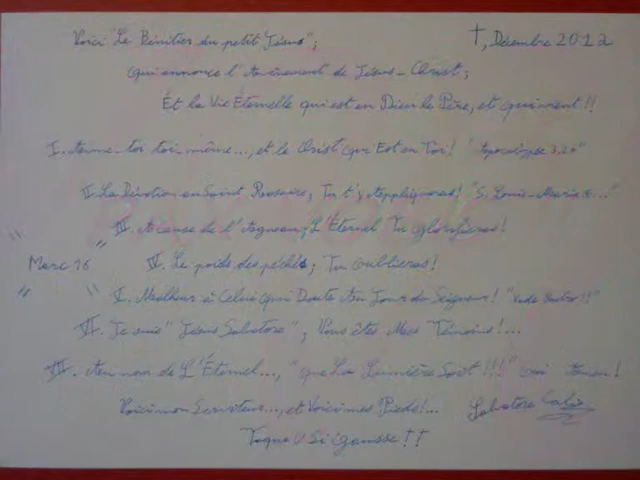 Voici "Le Bénitier du petit Jésus";
†, Décembre 2012
qui annonce l'Avènement de Jésus-Christ;
Et la Vie Éternelle qui est en Dieu le Père, et qui vient!!
I. toi même..., et le Christ qui Est en Toi! "Apocalypse 3.20"
II. La Dévotion au Saint Rosaire, Tu t'y Appliqueras! "S. Louis-Marie..."
III. A cause de l'Agneau, L'Éternel Tu glorifieras!
Marc 16
IV. Le poids des péchés, Tu oublieras!
V. Malheur à Celui qui Doute Au Jour du Seigneur!
VI. Je suis "Jésus Salvatore", Vous êtes Mes Témoins!...
VII. Au nom de L'Éternel..., "que La Lumière Soit!!!"
Voici mon Serviteur..., et Voici mes Pieds!...
Salvatore
!!